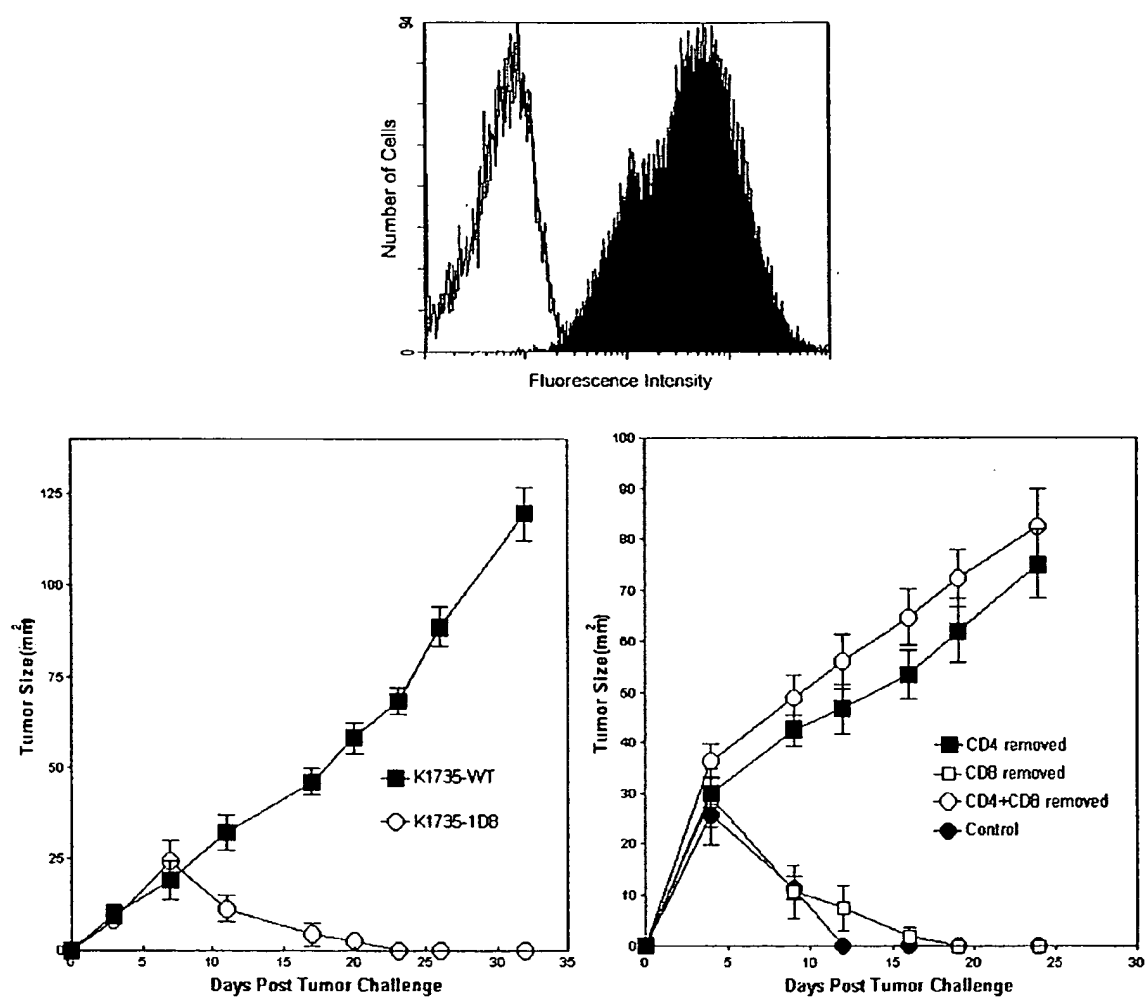 Number of Cells
0
Fluorescence Intensity
Tumor Size(mm²)
125
100
75
50
25
0
K1735-WT
K1735-1D8
0 5 10 15 20 25 30 35
Days Post Tumor Challenge
Tumor Size(mm²)
100
90
80
70
60
50
40
30
20
10
0
CD4 removed
CD8 removed
CD4+CD8 removed
Control
0 5 10 15 20 25 30
Days Post Tumor Challenge